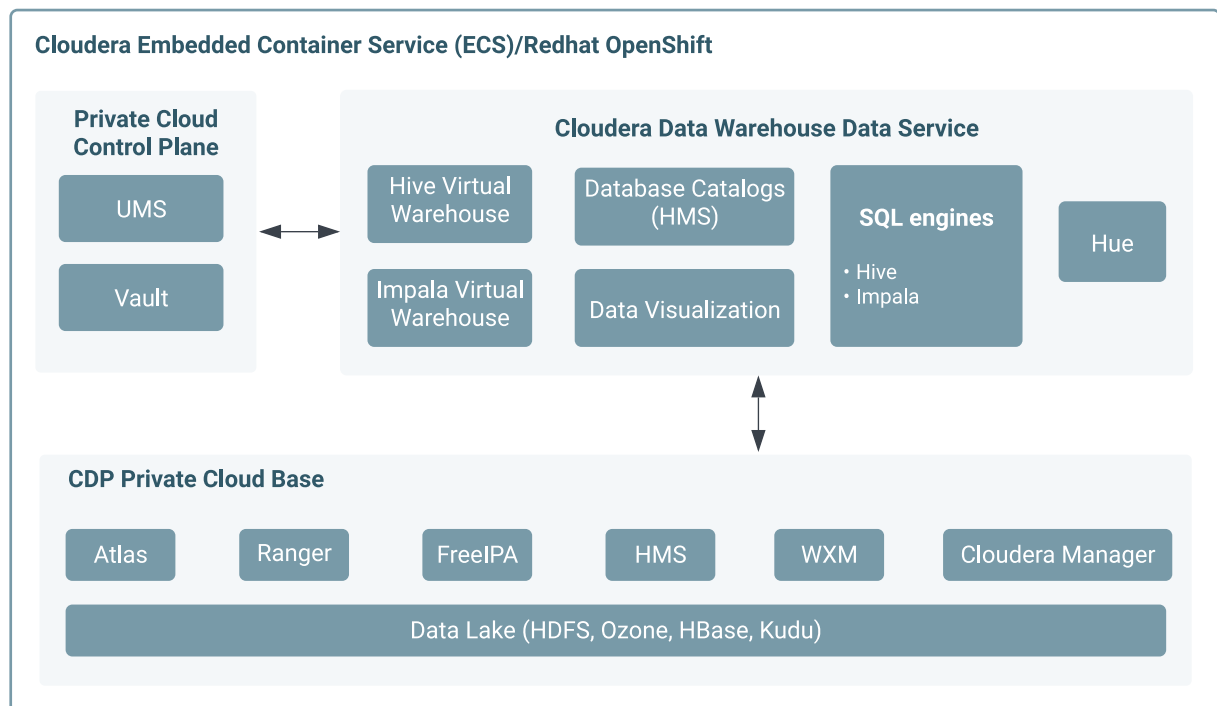 Cloudera Embedded Container Service (ECS)/Redhat OpenShift
Private Cloud
Control Plane
UMS
Vault
Cloudera Data Warehouse Data Service
Hive Virtual
Warehouse
Database Catalogs
(HMS)
SQL engines
• Hive
• Impala
Hue
Impala Virtual
Warehouse
Data Visualization
CDP Private Cloud Base
Atlas
Ranger
FreeIPA
HMS
WXM
Cloudera Manager
Data Lake (HDFS, Ozone, HBase, Kudu)